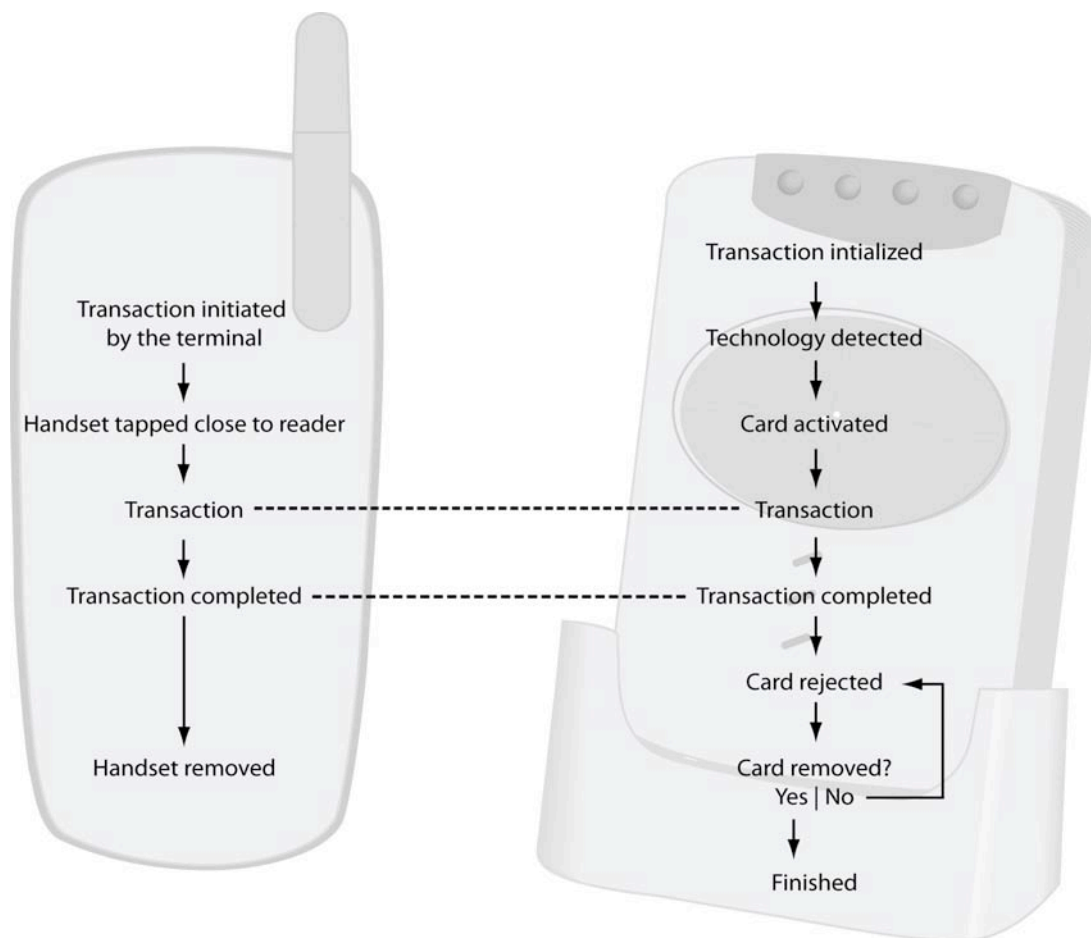 Transaction initiated
by the terminal
Handset tapped close to reader
Transaction
Transaction completed
Handset removed
Transaction intialized
Technology detected
Card activated
Transaction
Transaction completed
Card rejected
Card removed?
Yes | No
Finished